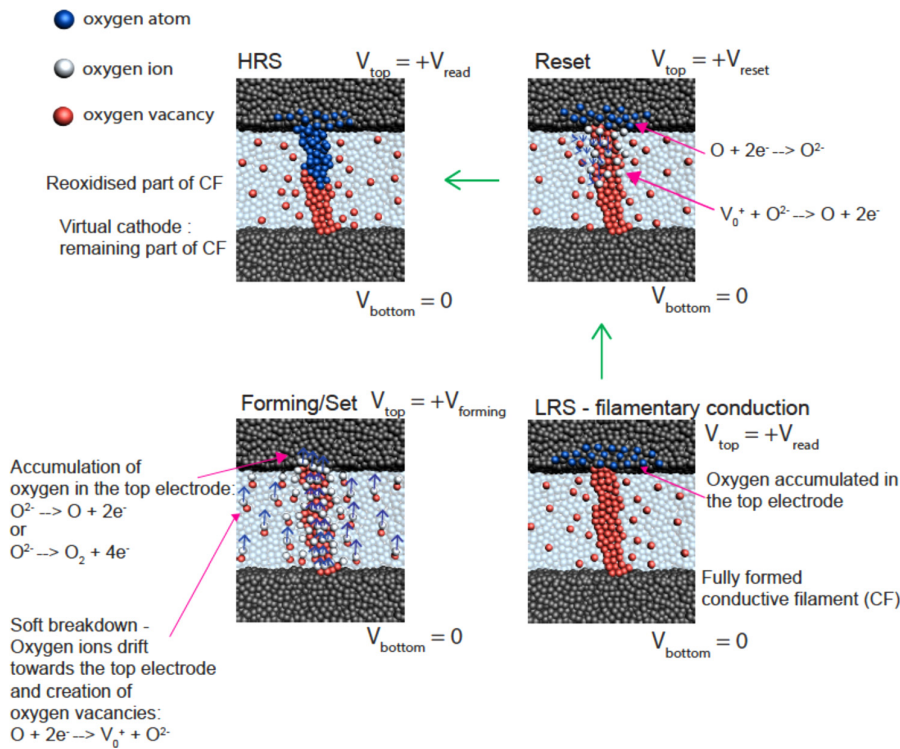 oxygen atom
oxygen ion
oxygen vacancy
HRS
V_top = +V_read
Reoxidised part of CF
Virtual cathode :
remaining part of CF
V_bottom = 0
Reset
V_top = +V_reset
O + 2e⁻ --> O²⁻
V₀⁺ + O²⁻ --> O + 2e⁻
V_bottom = 0
Forming/Set
V_top = +V_forming
Accumulation of
oxygen in the top electrode:
O²⁻ --> O + 2e⁻
or
O²⁻ --> O₂ + 4e⁻
Soft breakdown -
Oxygen ions drift
towards the top electrode
and creation of
oxygen vacancies:
O + 2e⁻ --> V₀⁺ + O²⁻
V_bottom = 0
LRS - filamentary conduction
V_top = +V_read
Oxygen accumulated in
the top electrode
Fully formed
conductive filament (CF)
V_bottom = 0